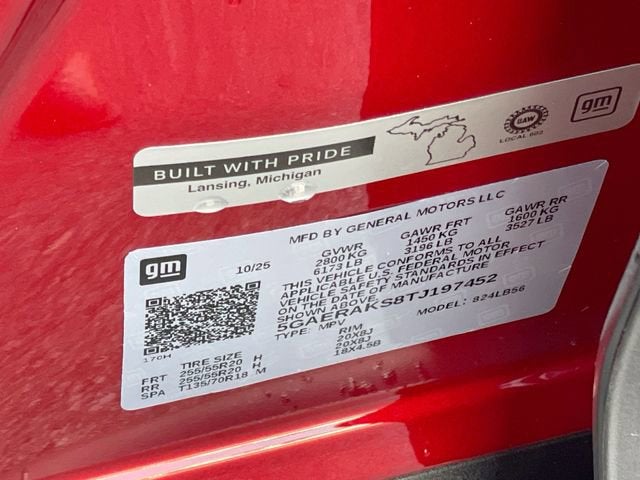 BUILT WITH PRIDE
Lansing, Michigan
UAW
LOCAL 602
gm
gm
10/25
MFD BY GENERAL MOTORS LLC
GVWR GAWR FRT GAWR RR
2800 KG 1450 KG 1600 KG
6173 LB 3196 LB 3527 LB
THIS VEHICLE CONFORMS TO ALL
APPLICABLE U.S. FEDERAL MOTOR
VEHICLE SAFETY STANDARDS IN EFFECT
ON THE DATE OF MANUFACTURE
SHOWN ABOVE.
5GAERAKS8TJ197452
TYPE: MPV MODEL: 824LB56
170H
TIRE SIZE RIM
FRT 255/55R20 H 20X8J
RR 255/55R20 H 20X8J
SPA T135/70R18 M 18X4.5B